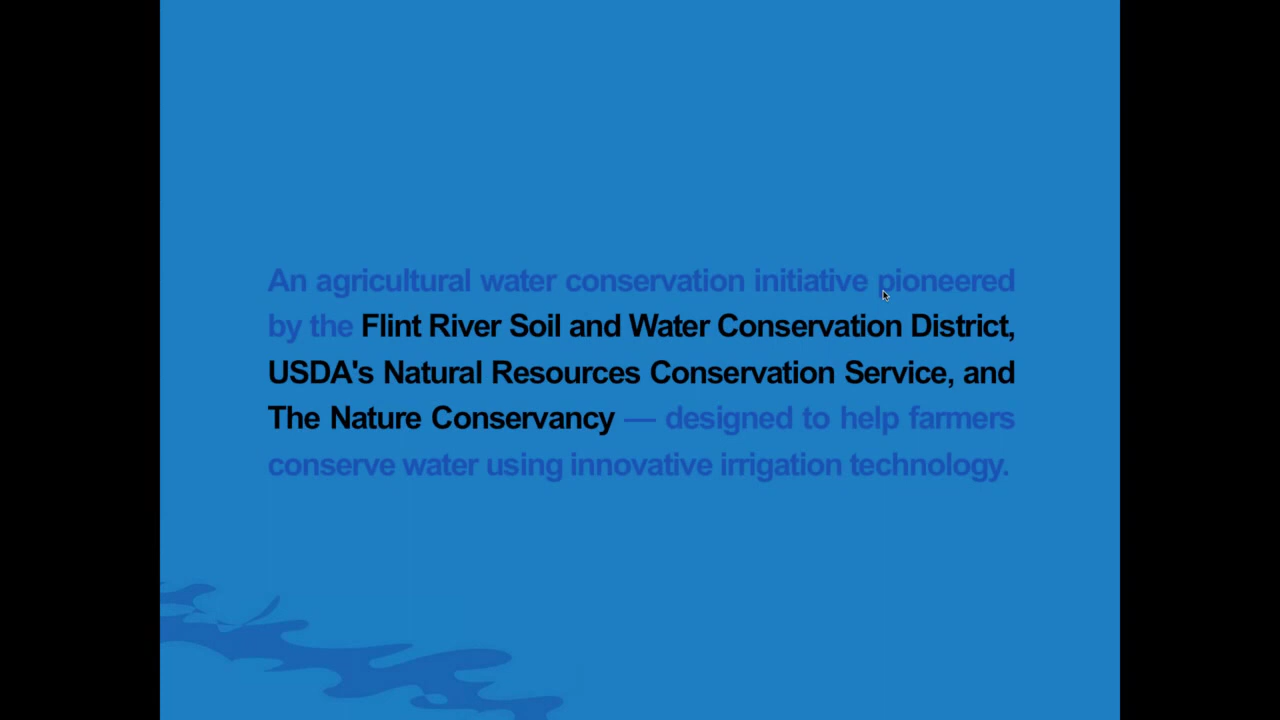 An agricultural water conservation initiative pioneered
by the Flint River Soil and Water Conservation District,
USDA's Natural Resources Conservation Service, and
The Nature Conservancy — designed to help farmers
conserve water using innovative irrigation technology.